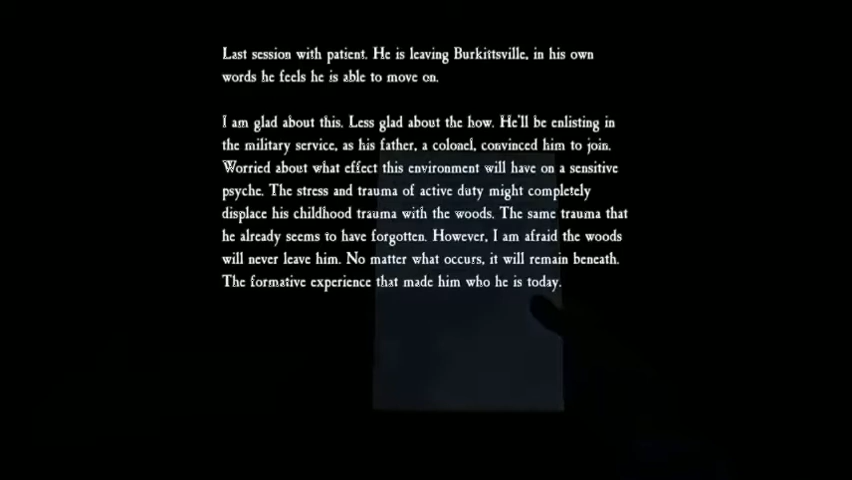 Last session with patient. He is leaving Burkittsville, in his own
words he feels he is able to move on.
I am glad about this. Less glad about the how. He'll be enlisting in
the military service, as his father, a colonel, convinced him to join.
Worried about what effect this environment will have on a sensitive
psyche. The stress and trauma of active duty might completely
displace his childhood trauma with the woods. The same trauma that
he already seems to have forgotten. However, I am afraid the woods
will never leave him. No matter what occurs, it will remain beneath.
The formative experience that made him who he is today.